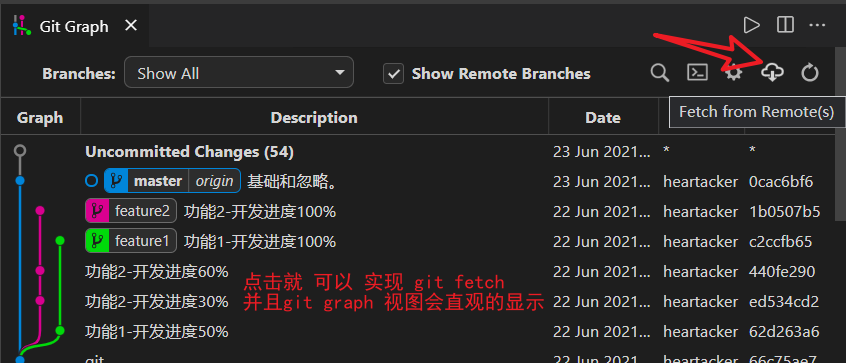 Git Graph
Branches: Show All Show Remote Branches
Fetch from Remote(s)
Graph Description Date
Uncommitted Changes (54) 23 Jun 2021... * *
master origin 基础和忽略。 23 Jun 2021... heartacker 0cac6bf6
feature2 功能2-开发进度100% 22 Jun 2021... heartacker 1b0507b5
feature1 功能1-开发进度100% 22 Jun 2021... heartacker c2ccfb65
功能2-开发进度60% 22 Jun 2021... heartacker 440fe290
功能2-开发进度30% 22 Jun 2021... heartacker ed534cd2
功能1-开发进度50% 22 Jun 2021... heartacker 62d263a6
git 22 Jun 2021... heartacker 66c75ae7
点击就 可以 实现 git fetch
并且git graph 视图会直观的显示